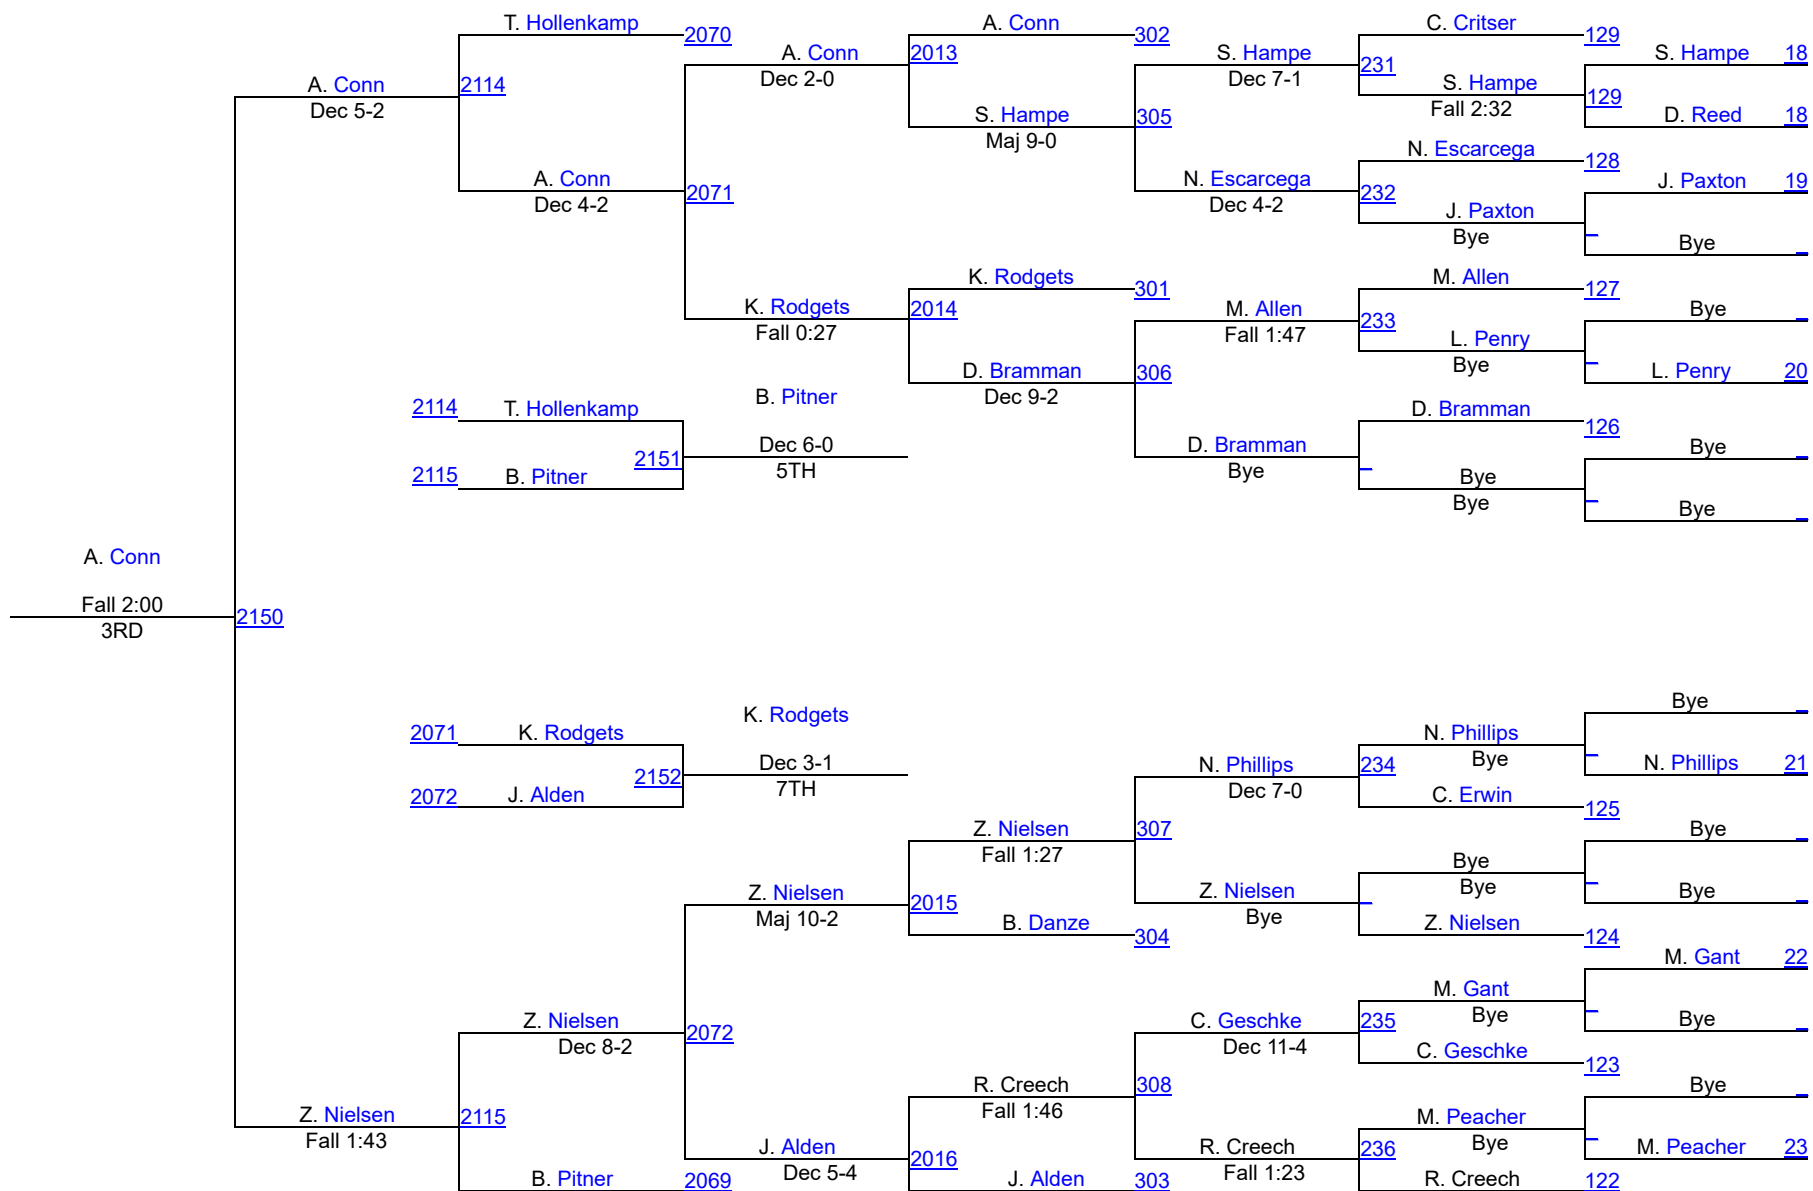 T. Hollenkamp
2070
A. Conn
302
C. Critser
129
A. Conn
Dec 2-0
2013
S. Hampe
Dec 7-1
231
S. Hampe
18
A. Conn
Dec 5-2
2114
S. Hampe
Fall 2:32
129
S. Hampe
Maj 9-0
305
D. Reed
18
N. Escarcega
128
A. Conn
Dec 4-2
2071
N. Escarcega
Dec 4-2
232
J. Paxton
19
J. Paxton
Bye
Bye
K. Rodgets
301
M. Allen
127
K. Rodgets
Fall 0:27
2014
M. Allen
Fall 1:47
233
Bye
L. Penry
Bye
D. Bramman
Dec 9-2
306
L. Penry
20
B. Pitner
2114
T. Hollenkamp
D. Bramman
126
Dec 6-0
5TH
2151
D. Bramman
Bye
Bye
2115
B. Pitner
Bye
Bye
Bye
A. Conn
Fall 2:00
3RD
2150
Bye
K. Rodgets
2071
K. Rodgets
N. Phillips
Bye
Dec 3-1
7TH
2152
N. Phillips
Dec 7-0
234
N. Phillips
21
2072
J. Alden
C. Erwin
125
Z. Nielsen
Fall 1:27
307
Bye
Bye
Bye
Z. Nielsen
Maj 10-2
2015
Z. Nielsen
Bye
Bye
B. Danze
304
Z. Nielsen
124
M. Gant
22
M. Gant
Bye
Z. Nielsen
Dec 8-2
2072
C. Geschke
Dec 11-4
235
Bye
C. Geschke
123
R. Creech
Fall 1:46
308
Bye
Z. Nielsen
Fall 1:43
2115
M. Peacher
Bye
J. Alden
Dec 5-4
2016
R. Creech
Fall 1:23
236
M. Peacher
23
B. Pitner
2069
J. Alden
303
R. Creech
122